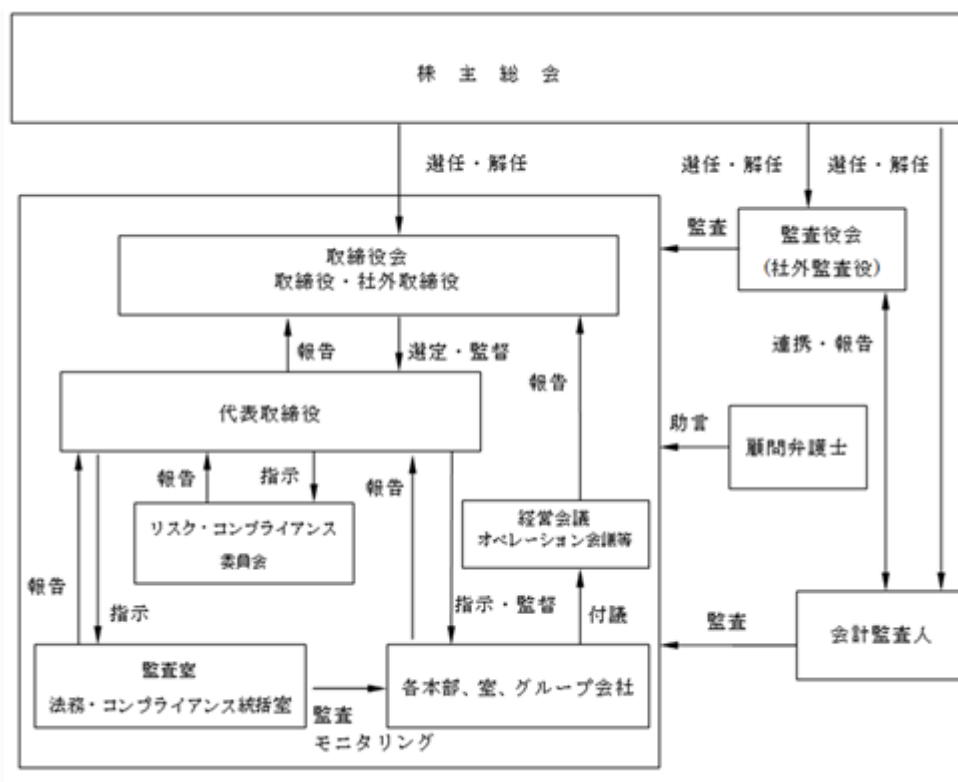 株主総会
選任・解任
選任・解任
選任・解任
監査
監査役会
(社外監査役)
取締役会
取締役・社外取締役
報告
選定・監督
報告
連携・報告
代表取締役
助言
顧問弁護士
報告
指示
報告
リスク・コンプライアンス
委員会
経営会議
オペレーション会議等
報告
指示
指示・監督
付議
監査
会計監査人
監査室
法務・コンプライアンス統括室
監査
モニタリング
各本部、室、グループ会社